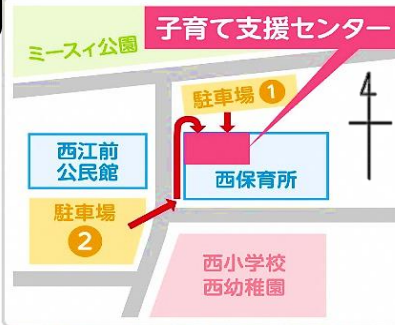 子育て支援センター
ミースィ公園
駐車場 1
西江前
公民館
西保育所
駐車場
2
西小学校
西幼稚園